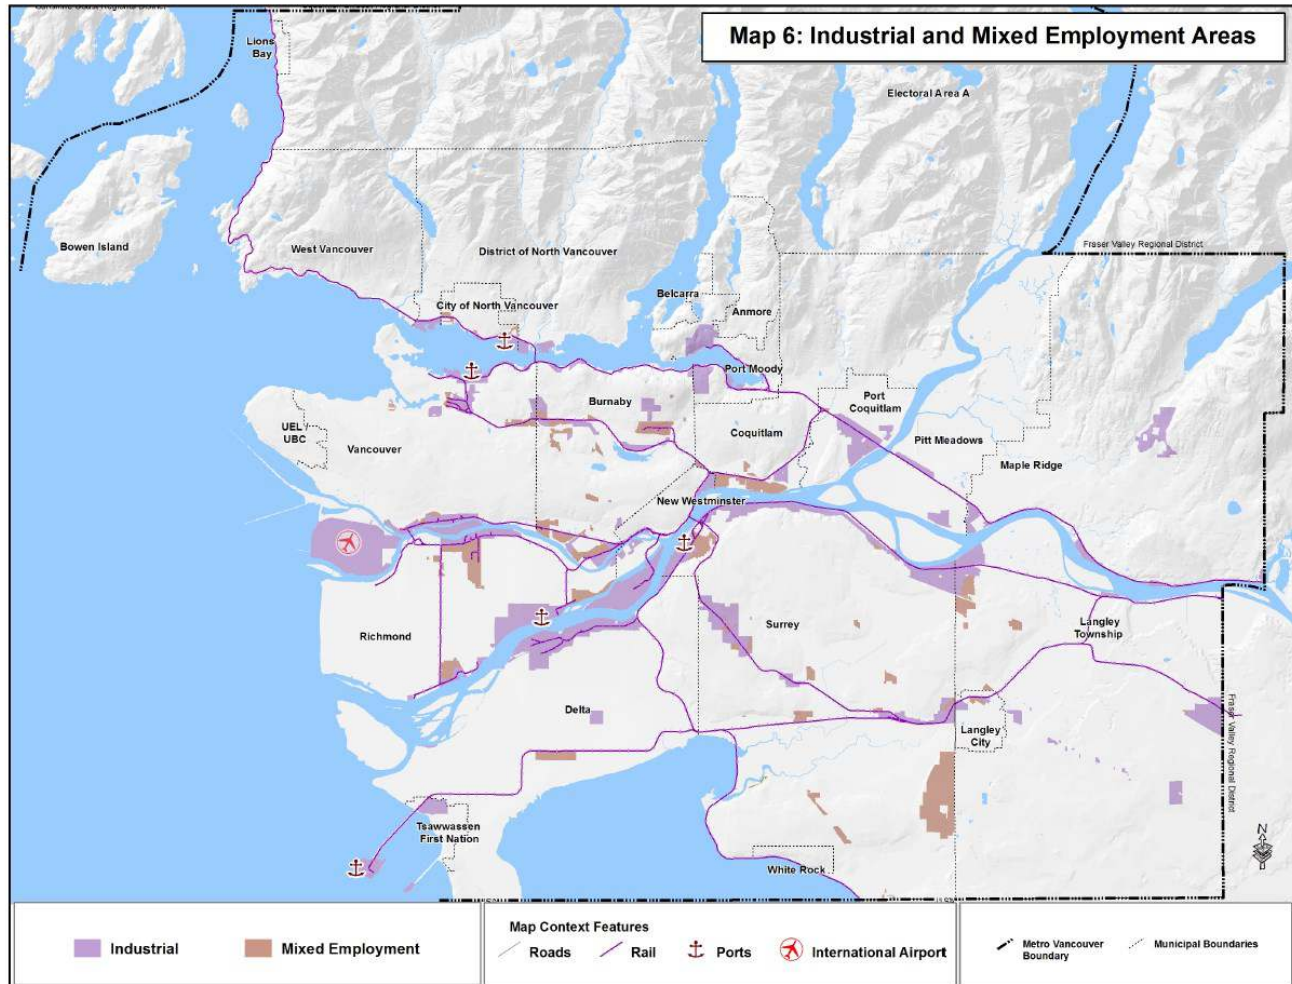 Sunshine Coast Regional District
Map 6: Industrial and Mixed Employment Areas
Lions
Bay
Electoral Area A
Bowen Island
West Vancouver
District of North Vancouver
Fraser Valley Regional District
Belcarra
City of North Vancouver
Anmore
Port Moody
Port
Coquitlam
Burnaby
UEL /
UBC
Vancouver
Coquitlam
Pitt Meadows
Maple Ridge
New Westminster
Richmond
Surrey
Langley
Township
Delta
Langley
City
Fraser Valley Regional District
Tsawwassen
First Nation
White Rock
N
Industrial
Mixed Employment
Map Context Features
Roads
Rail
Ports
International Airport
Metro Vancouver
Boundary
Municipal Boundaries